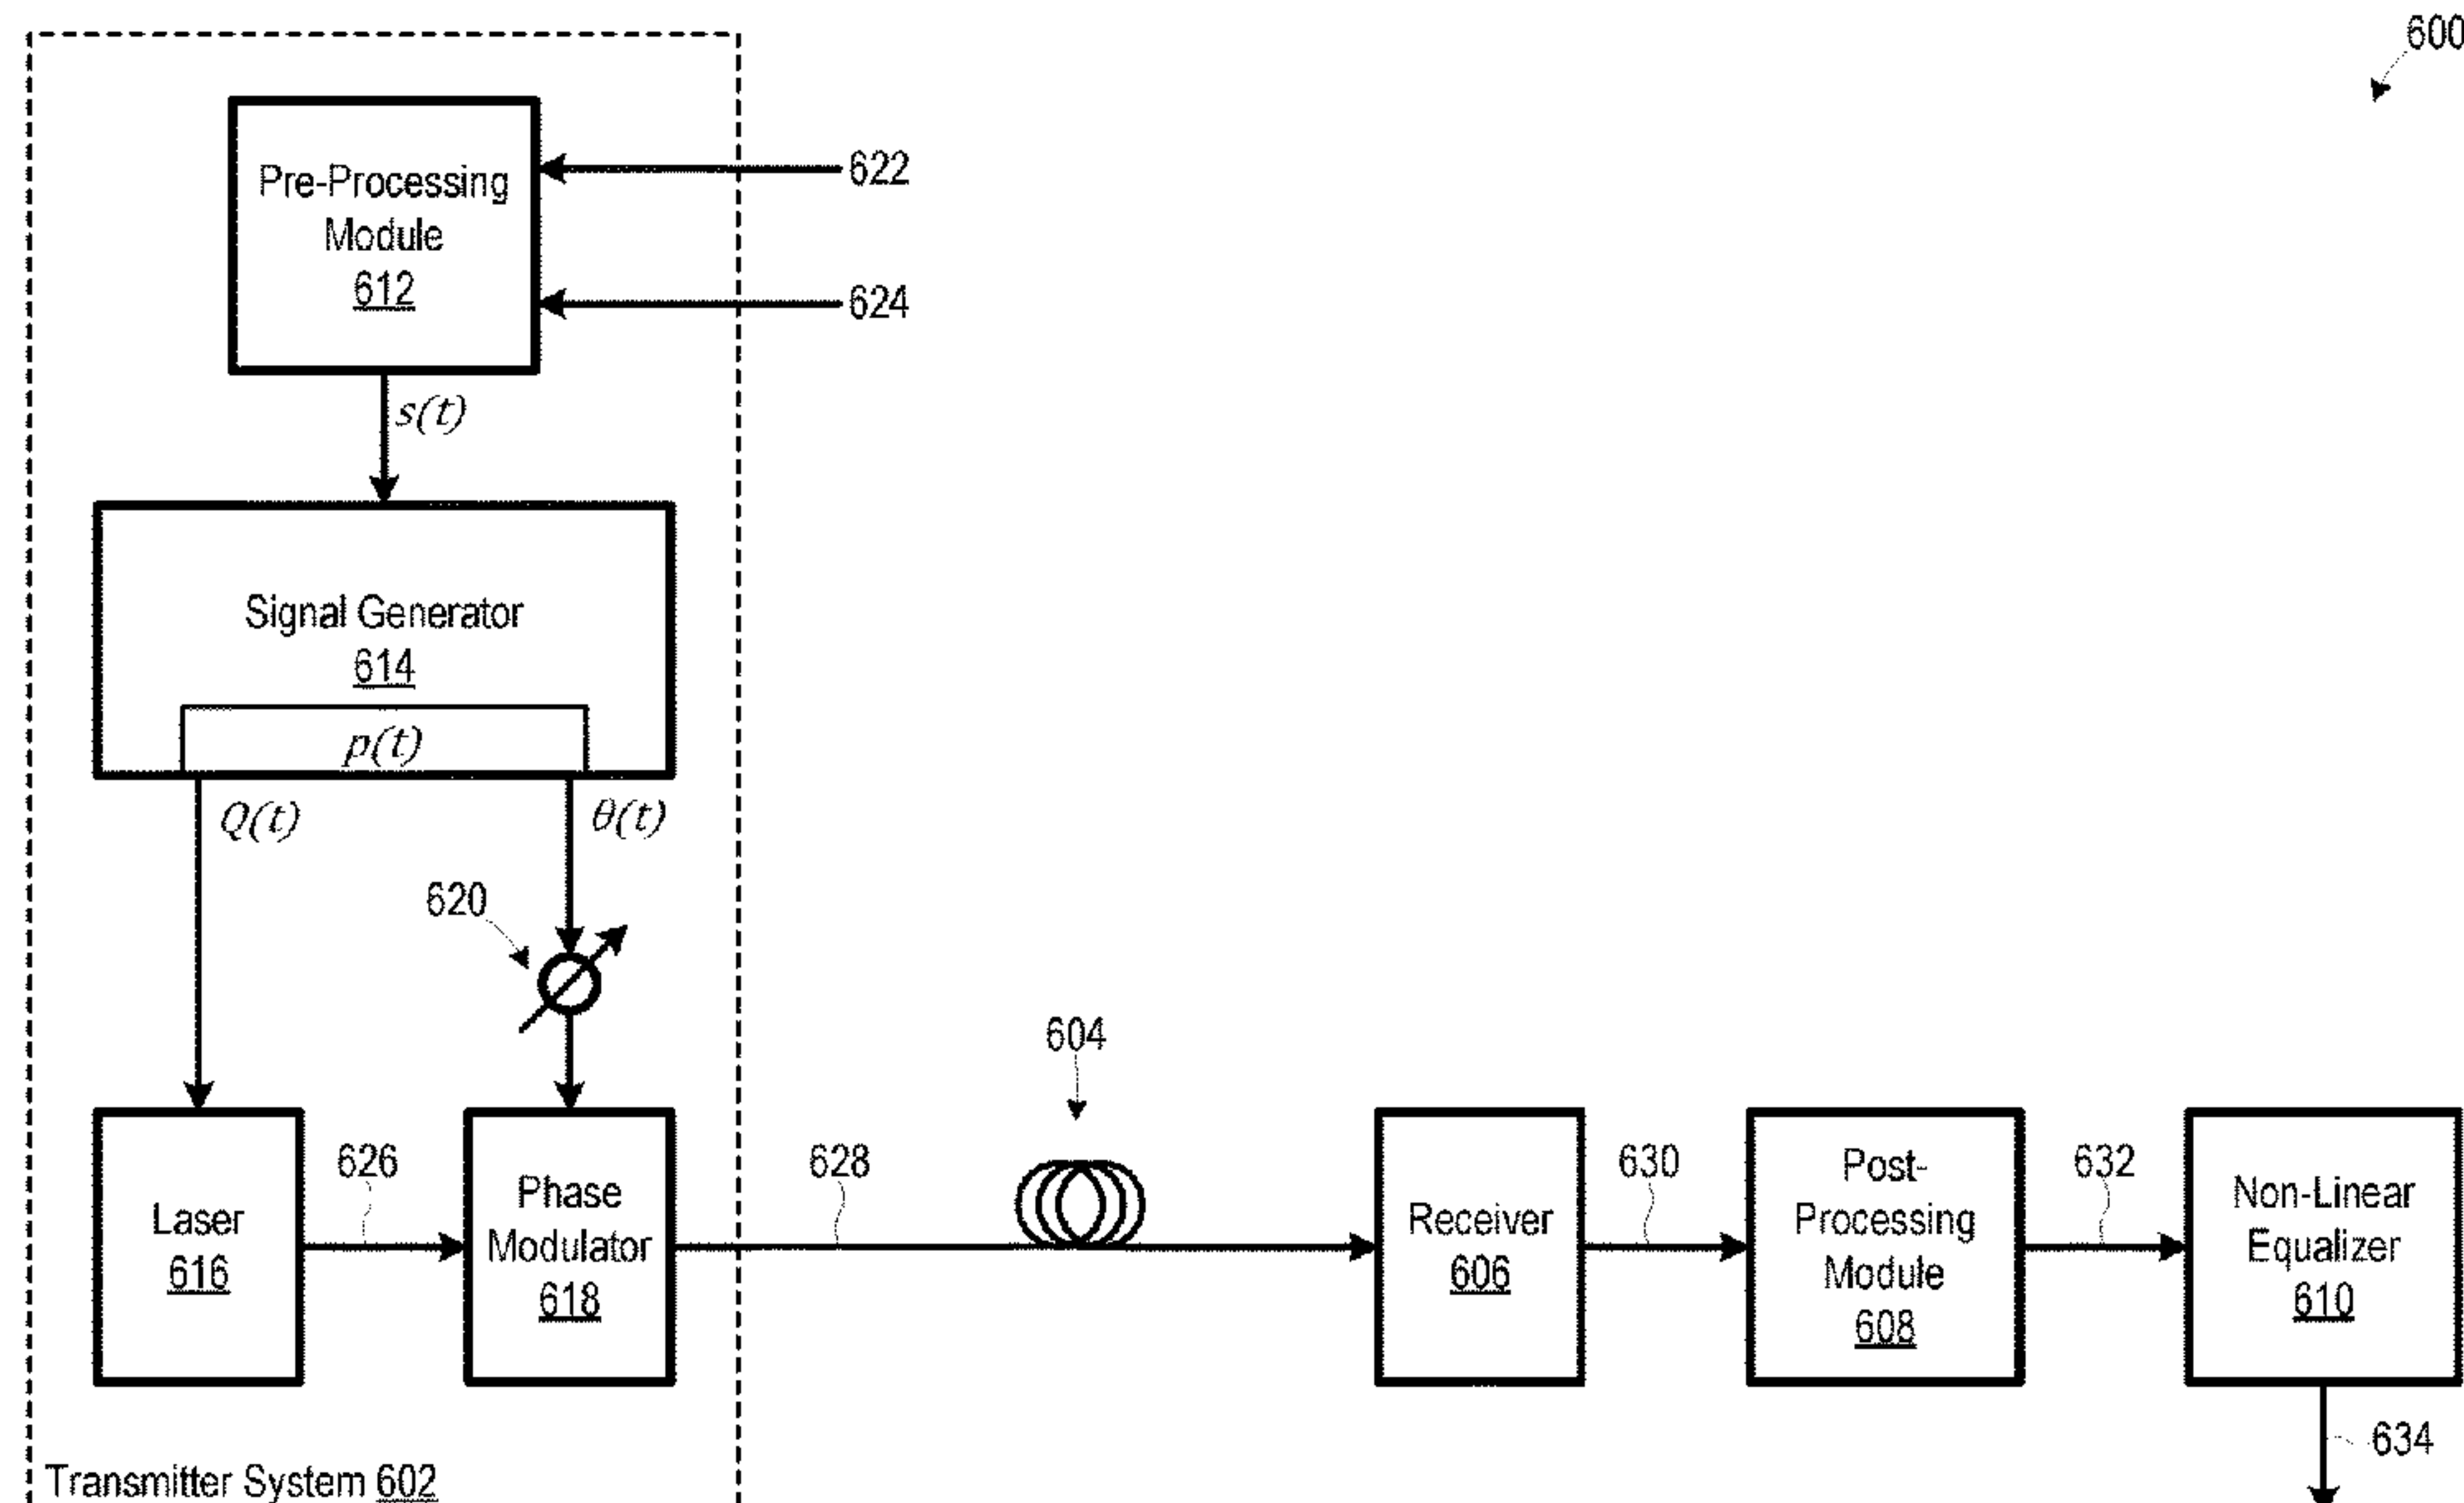 600
Pre-Processing
Module
612
622
624
s(t)
Signal Generator
614
p(t)
Q(t)
θ(t)
620
604
Laser
616
626
Phase
Modulator
618
628
Receiver
606
630
Post-
Processing
Module
608
632
Non-Linear
Equalizer
610
634
Transmitter System 602